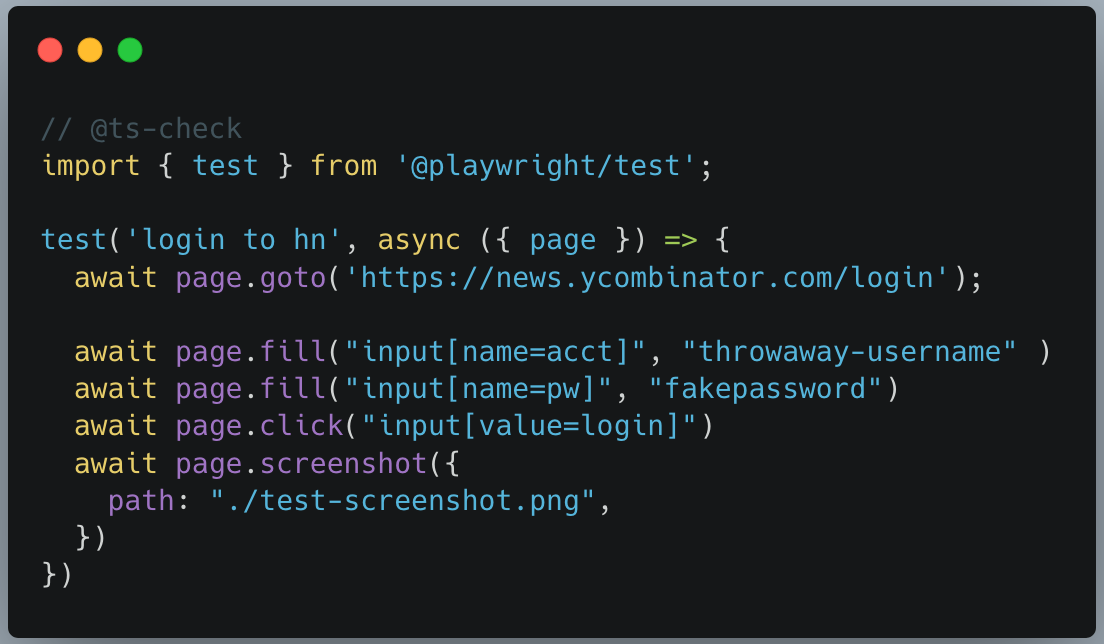 // @ts-check
import { test } from '@playwright/test';

test('login to hn', async ({ page }) => {
  await page.goto('https://news.ycombinator.com/login');

  await page.fill("input[name=acct]", "throwaway-username" )
  await page.fill("input[name=pw]", "fakepassword")
  await page.click("input[value=login]")
  await page.screenshot({
    path: "./test-screenshot.png",
  })
})